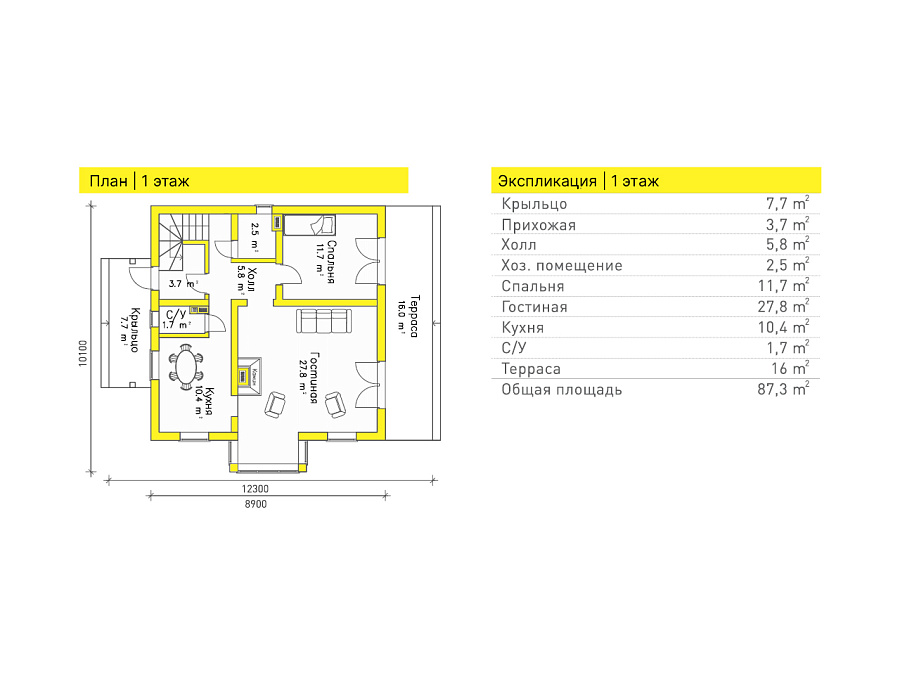 План | 1 этаж
Экспликация | 1 этаж
Крыльцо 7,7 m²
Прихожая 3,7 m²
Холл 5,8 m²
Хоз. помещение 2,5 m²
Спальня 11,7 m²
Гостиная 27,8 m²
Кухня 10,4 m²
С/У 1,7 m²
Терраса 16 m²
Общая площадь 87,3 m²
2.5 m²
Спальня
11.7 m²
Холл
5.8 m²
3.7 m²
С/У
1.7 m²
Крыльцо
7.7 m²
Терраса
16.0 m²
Гостиная
27.8 m²
Камин
Кухня
10.4 m²
10100
12300
8900